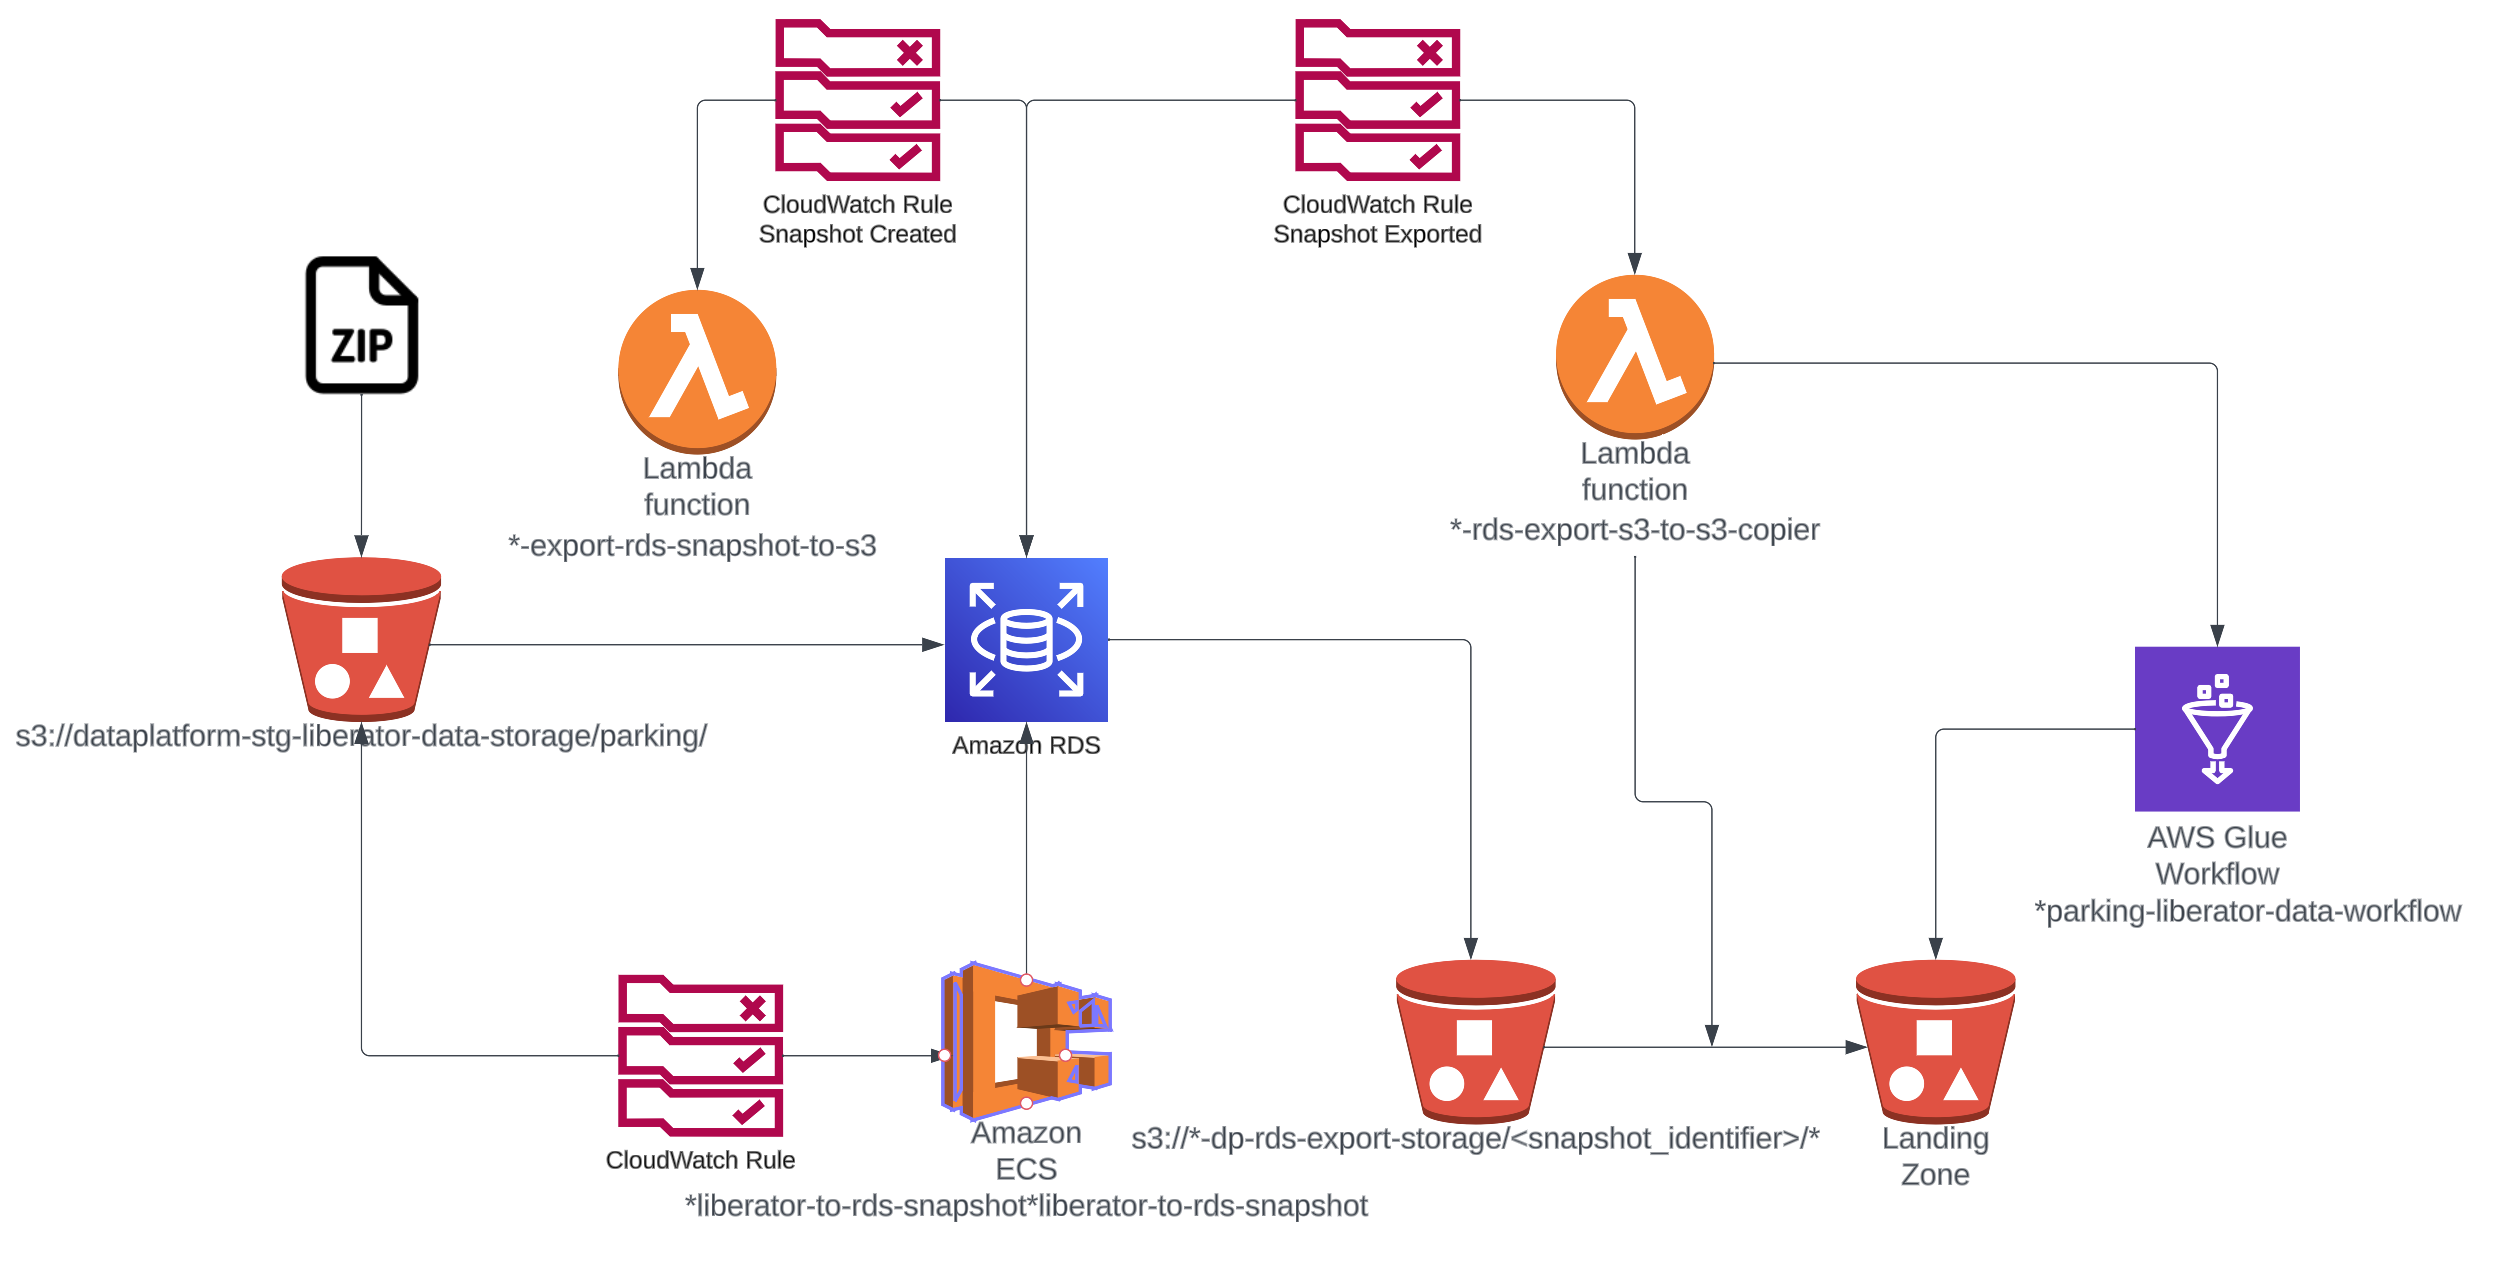 CloudWatch Rule
Snapshot Created
CloudWatch Rule
Snapshot Exported
ZIP
Lambda
function
*-export-rds-snapshot-to-s3
Lambda
function
*-rds-export-s3-to-s3-copier
s3://dataplatform-stg-liberator-data-storage/parking/
Amazon RDS
AWS Glue
Workflow
*parking-liberator-data-workflow
CloudWatch Rule
Amazon
ECS
*liberator-to-rds-snapshot*liberator-to-rds-snapshot
s3://*-dp-rds-export-storage/<snapshot_identifier>/*
Landing
Zone